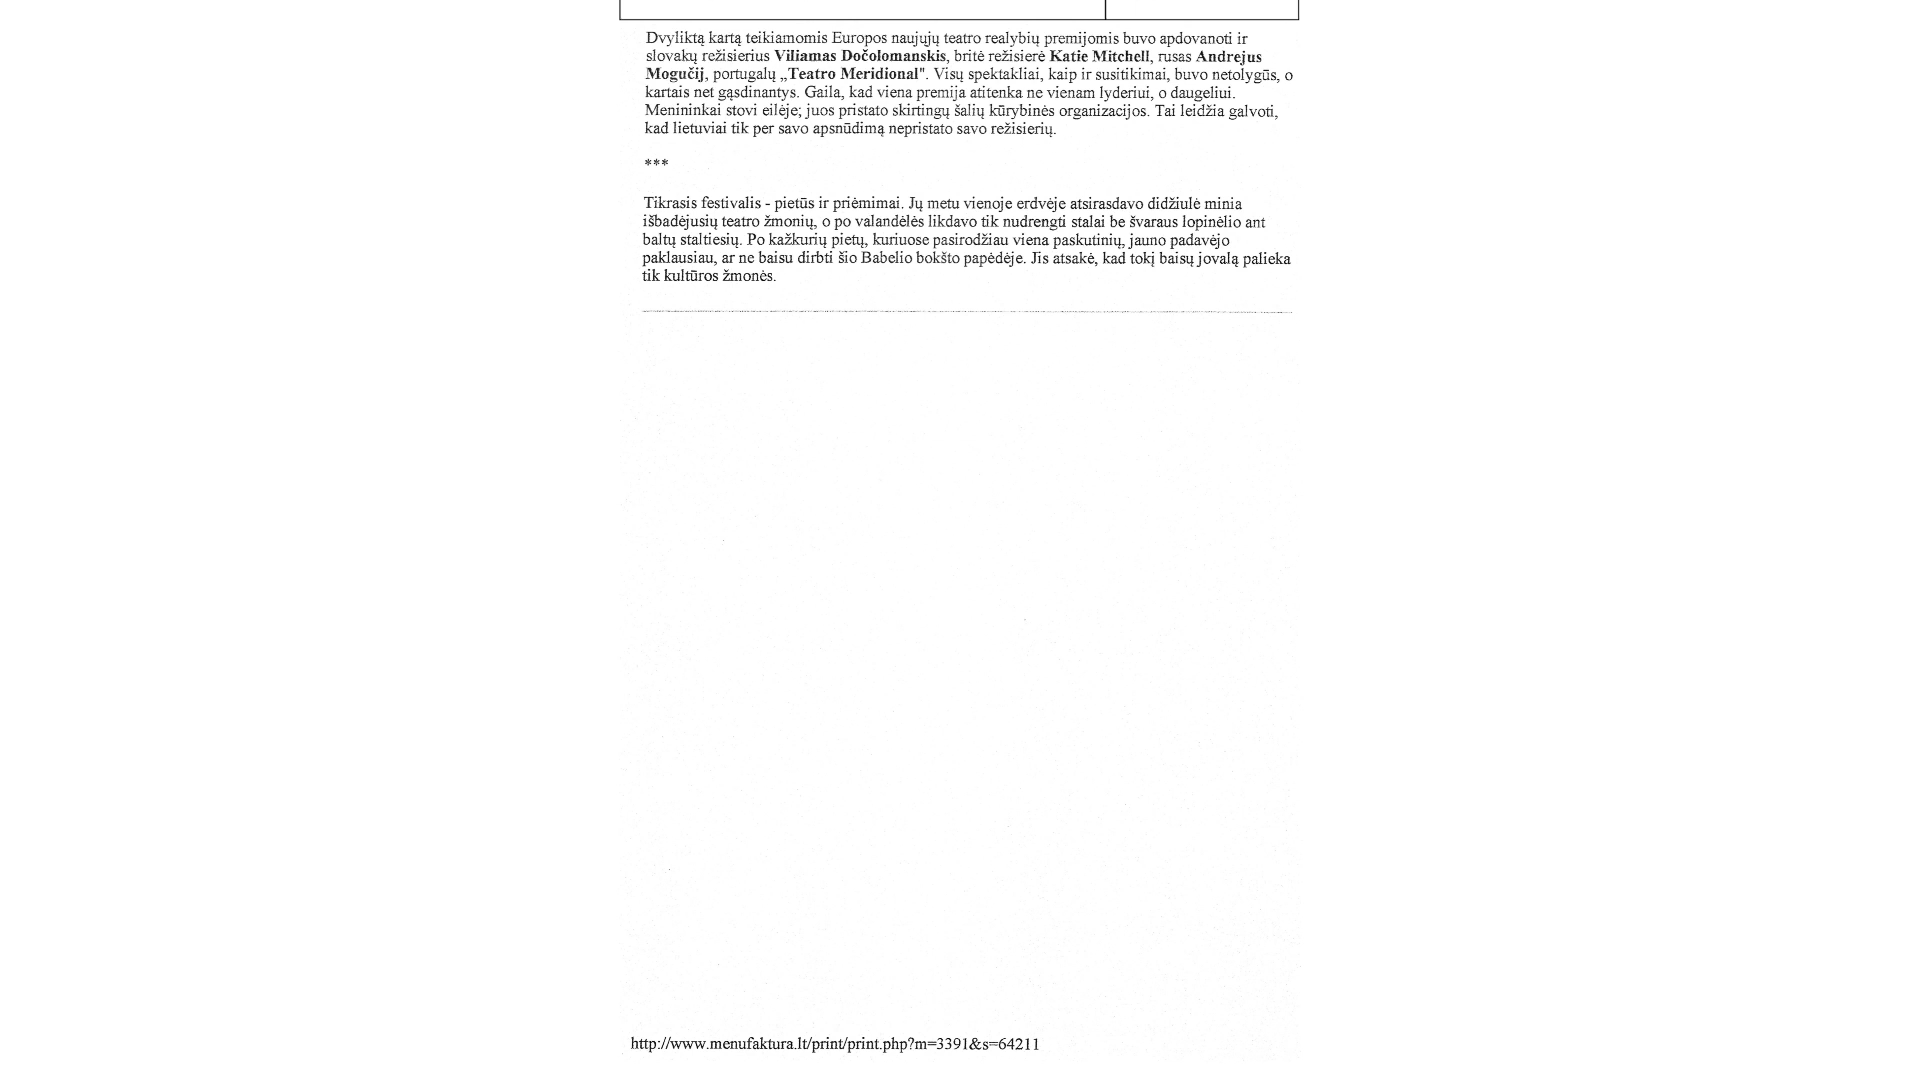 Dvyliktą kartą teikiamomis Europos naujųjų teatro realybių premijomis buvo apdovanoti ir
slovakų režisierius Viliamas Dočolomanskis, britė režisierė Katie Mitchell, rusas Andrejus
Mogučij, portugalų „Teatro Meridional". Visų spektakliai, kaip ir susitikimai, buvo netolygūs, o
kartais net gąsdinantys. Gaila, kad viena premija atitenka ne vienam lyderiui, o daugeliui.
Menininkai stovi eilėje; juos pristato skirtingų šalių kūrybinės organizacijos. Tai leidžia galvoti,
kad lietuviai tik per savo apsnūdimą nepristato savo režisierių.
***
Tikrasis festivalis - pietūs ir priėmimai. Jų metu vienoje erdvėje atsirasdavo didžiulė minia
išbadėjusių teatro žmonių, o po valandėlės likdavo tik nudrengti stalai be švaraus lopinėlio ant
baltų staltiesių. Po kažkurių pietų, kuriuose pasirodžiau viena paskutinių, jauno padavėjo
paklausiau, ar ne baisu dirbti šio Babelio bokšto papėdėje. Jis atsakė, kad tokį baisų jovalą palieka
tik kultūros žmonės.
http://www.menufaktura.lt/print/print.php?m=3391&s=64211